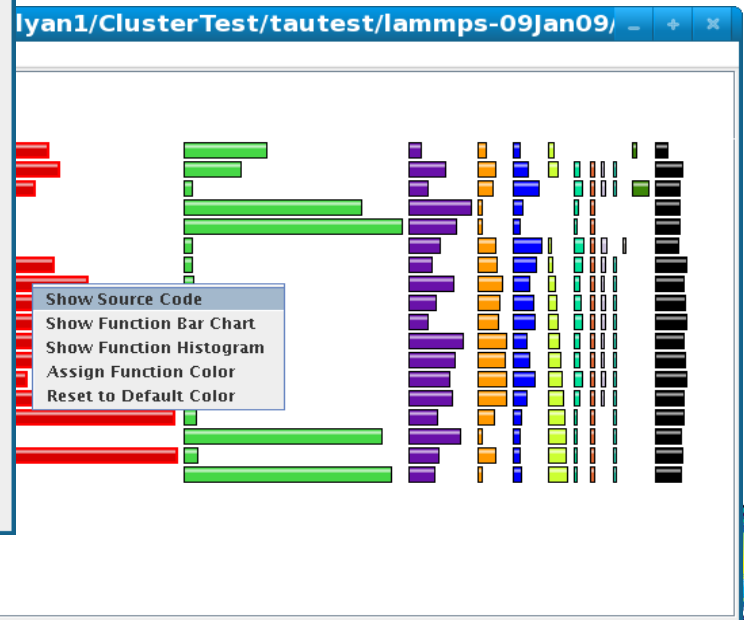 lyan1/ClusterTest/tautest/lammps-09Jan09/
Show Source Code
Show Function Bar Chart
Show Function Histogram
Assign Function Color
Reset to Default Color